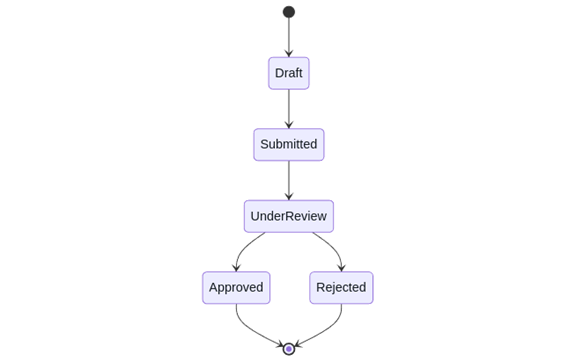 Draft
Submitted
UnderReview
Approved
Rejected